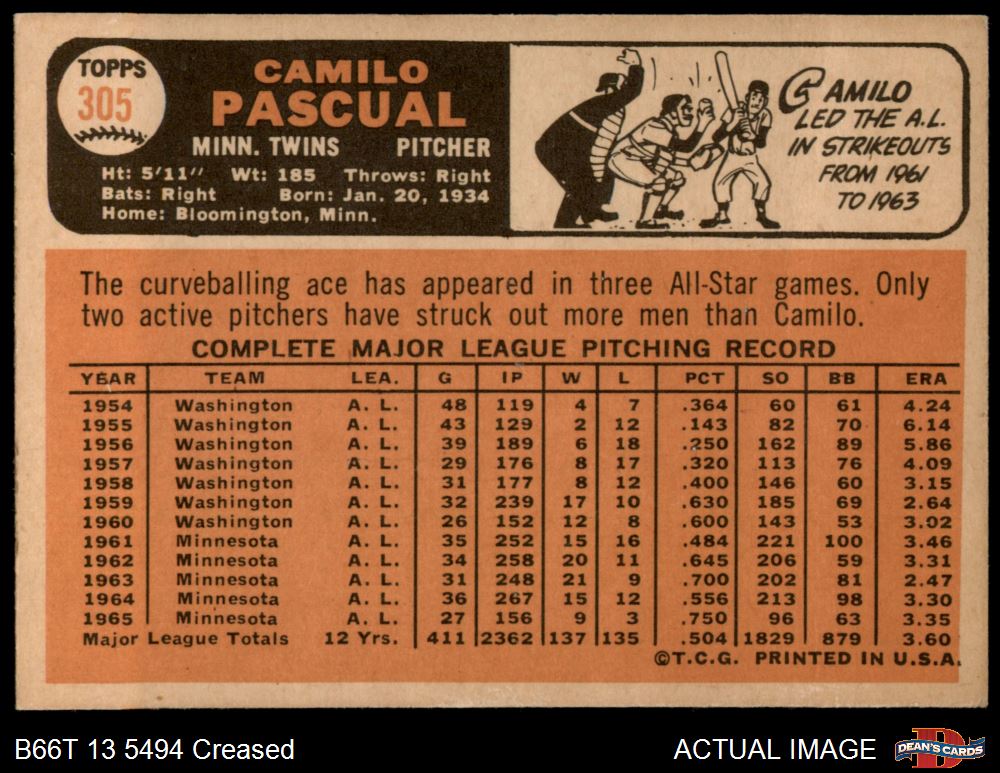 TOPPS
305
CAMILO
PASCUAL
MINN. TWINS PITCHER
Ht: 5'11" Wt: 185 Throws: Right
Bats: Right Born: Jan. 20, 1934
Home: Bloomington, Minn.
CAMILO
LED THE A.L.
IN STRIKEOUTS
FROM 1961
TO 1963
The curveballing ace has appeared in three All-Star games. Only
two active pitchers have struck out more men than Camilo.
COMPLETE MAJOR LEAGUE PITCHING RECORD
YEAR TEAM LEA. G IP W L PCT SO BB ERA
1954 Washington A. L. 48 119 4 7 .364 60 61 4.24
1955 Washington A. L. 43 129 2 12 .143 82 70 6.14
1956 Washington A. L. 39 189 6 18 .250 162 89 5.86
1957 Washington A. L. 29 176 8 17 .320 113 76 4.09
1958 Washington A. L. 31 177 8 12 .400 146 60 3.15
1959 Washington A. L. 32 239 17 10 .630 185 69 2.64
1960 Washington A. L. 26 152 12 8 .600 143 53 3.02
1961 Minnesota A. L. 35 252 15 16 .484 221 100 3.46
1962 Minnesota A. L. 34 258 20 11 .645 206 59 3.31
1963 Minnesota A. L. 31 248 21 9 .700 202 81 2.47
1964 Minnesota A. L. 36 267 15 12 .556 213 98 3.30
1965 Minnesota A. L. 27 156 9 3 .750 96 63 3.35
Major League Totals 12 Yrs. 411 2362 137 135 .504 1829 879 3.60
©T.C.G. PRINTED IN U.S.A.
B66T 13 5494 Creased
ACTUAL IMAGE
D
DEAN'S CARDS